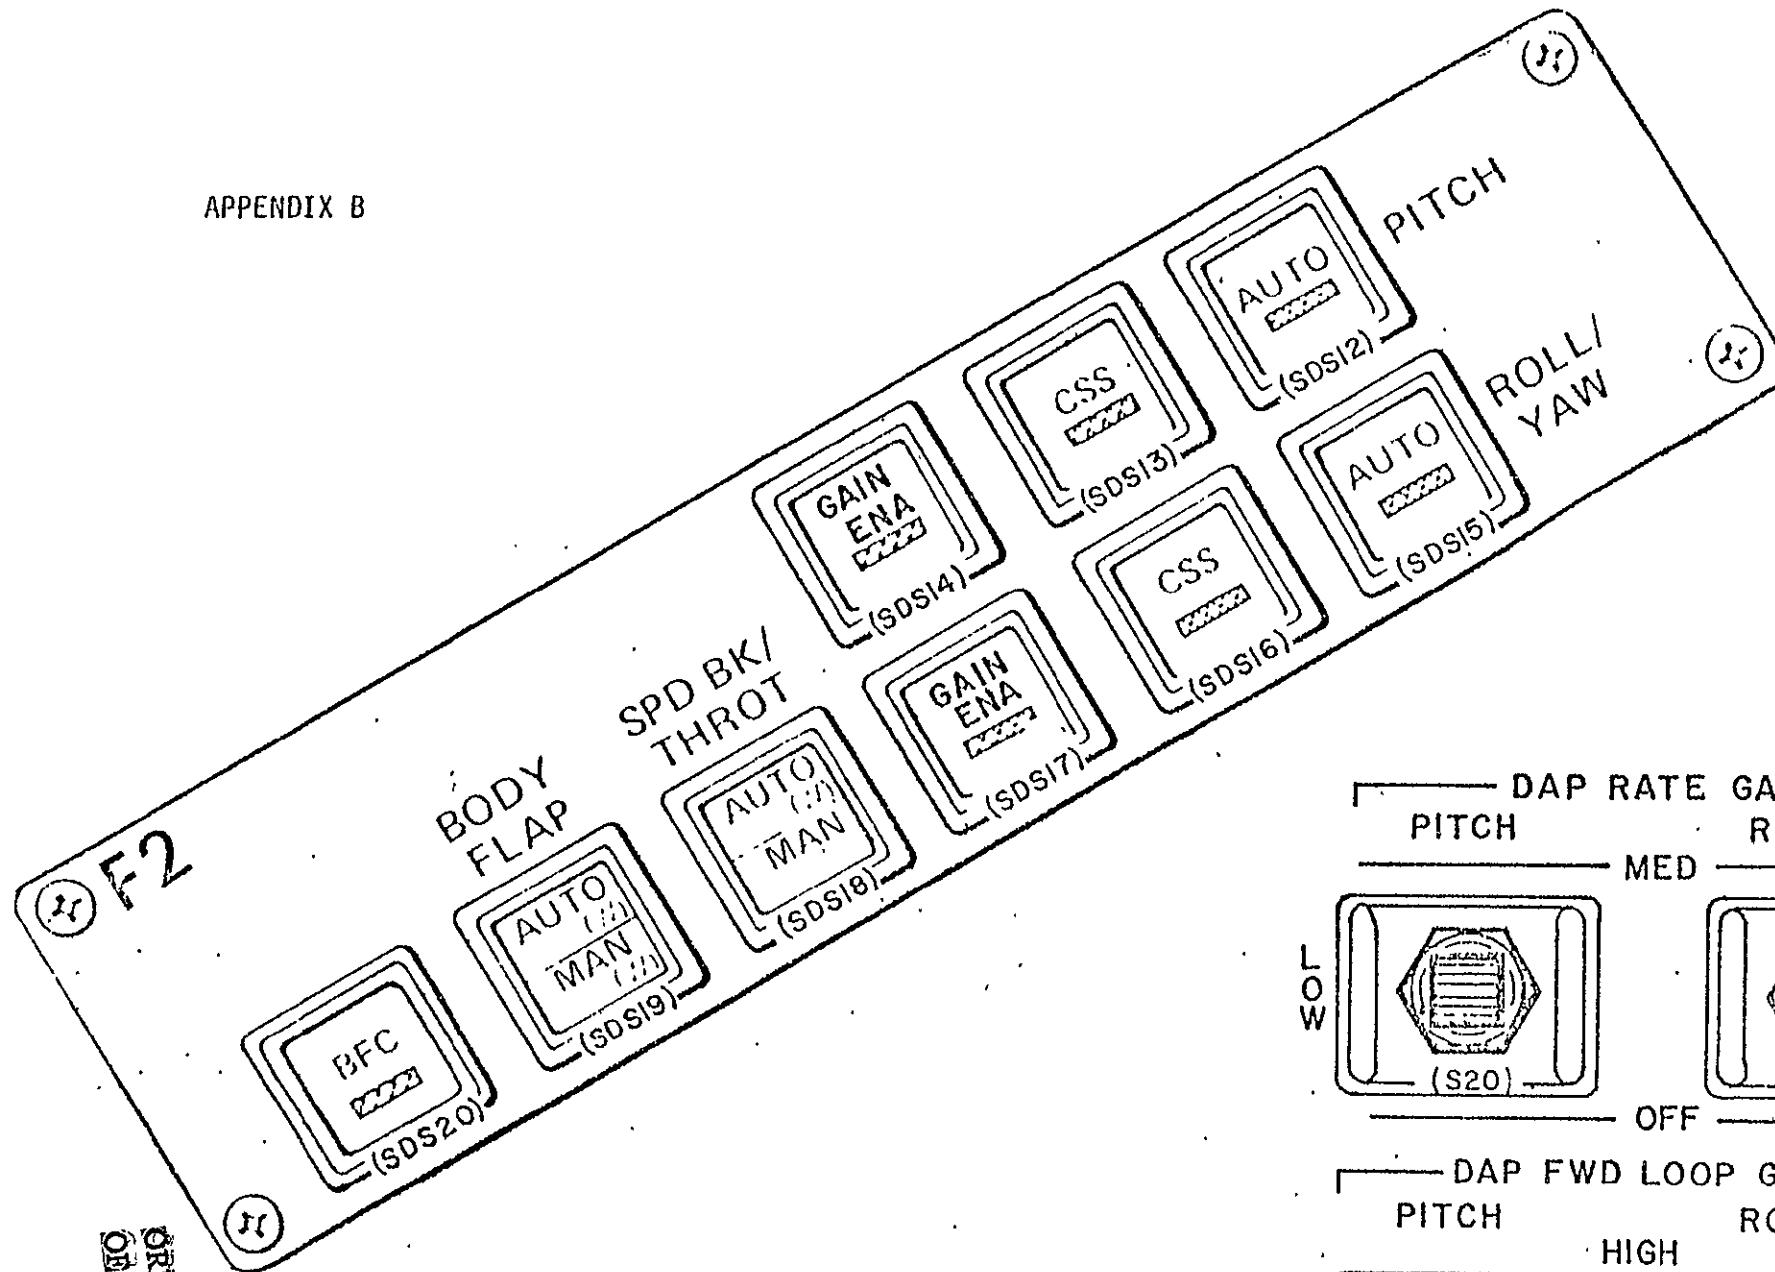 APPENDIX B
F2
PITCH
AUTO
(SDS12)
CSS
(SDS13)
GAIN
ENA
(SDS14)
ROLL/
YAW
AUTO
(SDS15)
CSS
(SDS16)
GAIN
ENA
(SDS17)
SPD BK/
THROT
AUTO
MAN
(SDS18)
BODY
FLAP
AUTO
MAN
(SDS19)
BFC
(SDS20)
DAP RATE GA
PITCH R
MED
LOW
(S20)
OFF
DAP FWD LOOP G
PITCH RO
HIGH